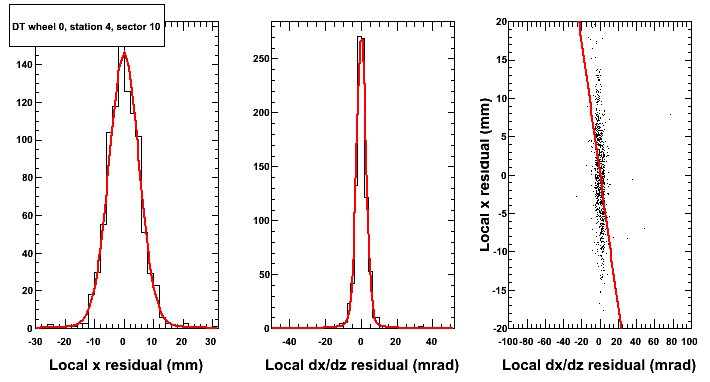 DT wheel 0, station 4, sector 10
140
120
100
80
60
40
20
0
-30 -20 -10 0 10 20 30
Local x residual (mm)
250
200
150
100
50
0
-40 -20 0 20 40
Local dx/dz residual (mrad)
Local x residual (mm)
20
15
10
5
0
-5
-10
-15
-20
-100 -80 -60 -40 -20 0 20 40 60 80 100
Local dx/dz residual (mrad)